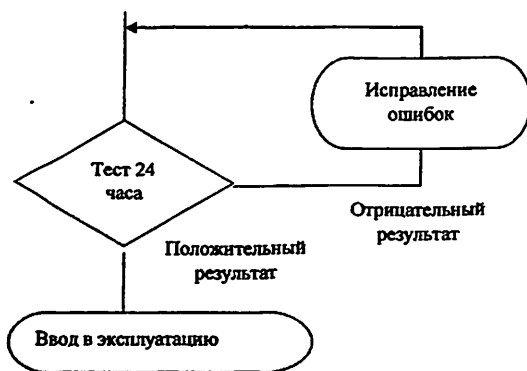 Исправление
ошибок
Тест 24
часа
Отрицательный
результат
Положительный
результат
Ввод в эксплуатацию